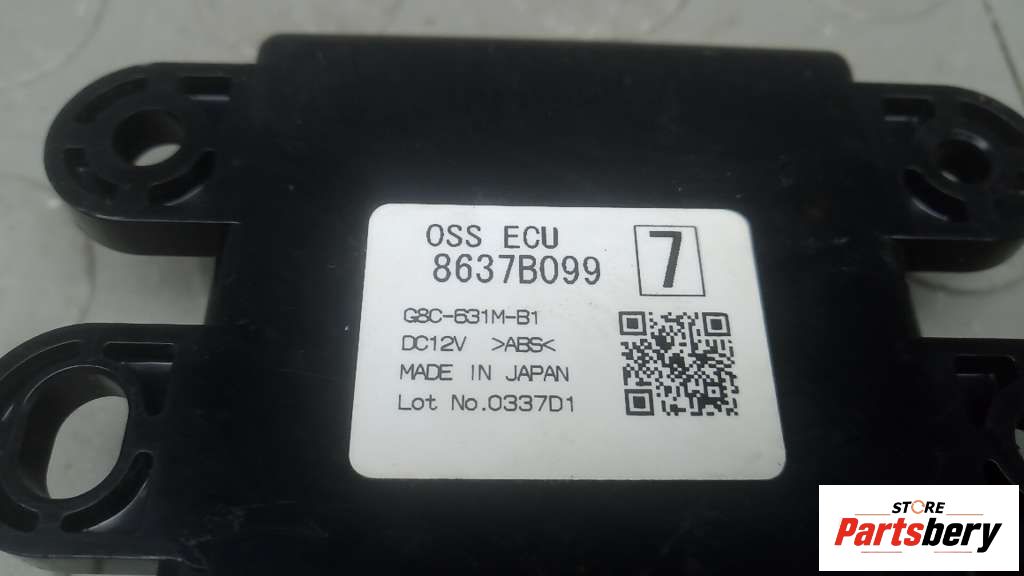 OSS ECU
8637B099
7
G8C-631M-B1
DC12V >ABS<
MADE IN JAPAN
Lot No.0337D1
STORE
Partsbery